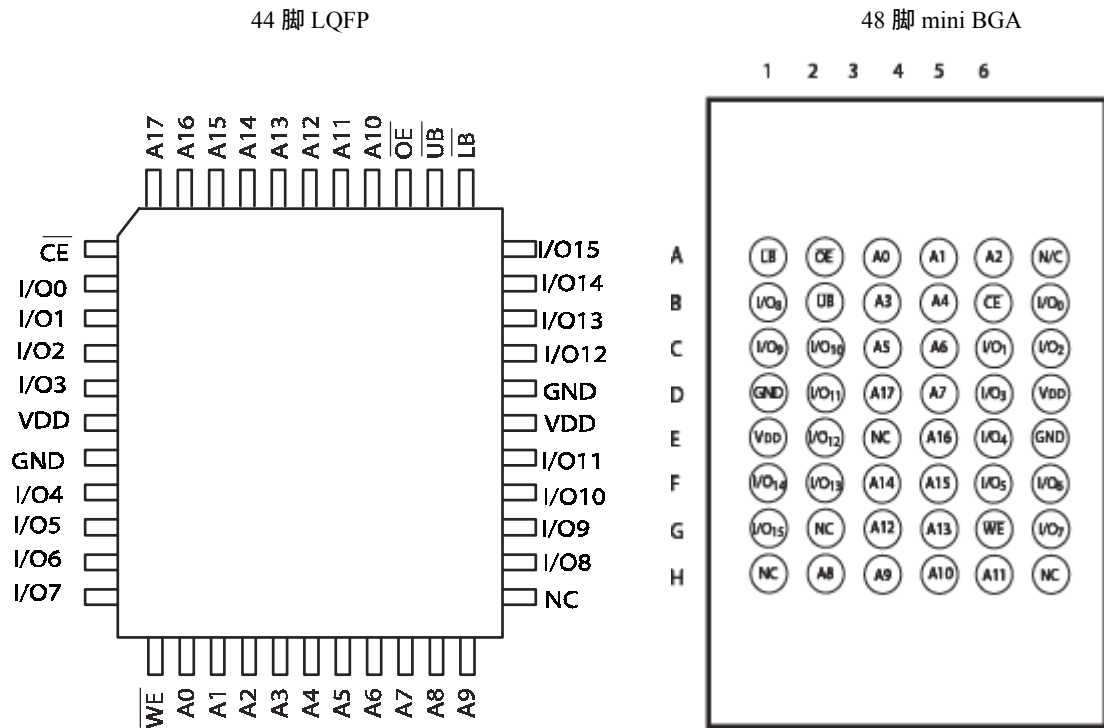 44 脚 LQFP
A17 A16 A15 A14 A13 A12 A11 A10 OE UB LB
CE
I/O0
I/O1
I/O2
I/O3
VDD
GND
I/O4
I/O5
I/O6
I/O7
I/O15
I/O14
I/O13
I/O12
GND
VDD
I/O11
I/O10
I/O9
I/O8
NC
WE A0 A1 A2 A3 A4 A5 A6 A7 A8 A9
48 脚 mini BGA
1 2 3 4 5 6
A LB OE A0 A1 A2 N/C
B I/O8 UB A3 A4 CE I/O0
C I/O9 I/O10 A5 A6 I/O1 I/O2
D GND I/O11 A17 A7 I/O3 VDD
E VDD I/O12 NC A16 I/O4 GND
F I/O14 I/O13 A14 A15 I/O5 I/O6
G I/O15 NC A12 A13 WE I/O7
H NC A8 A9 A10 A11 NC